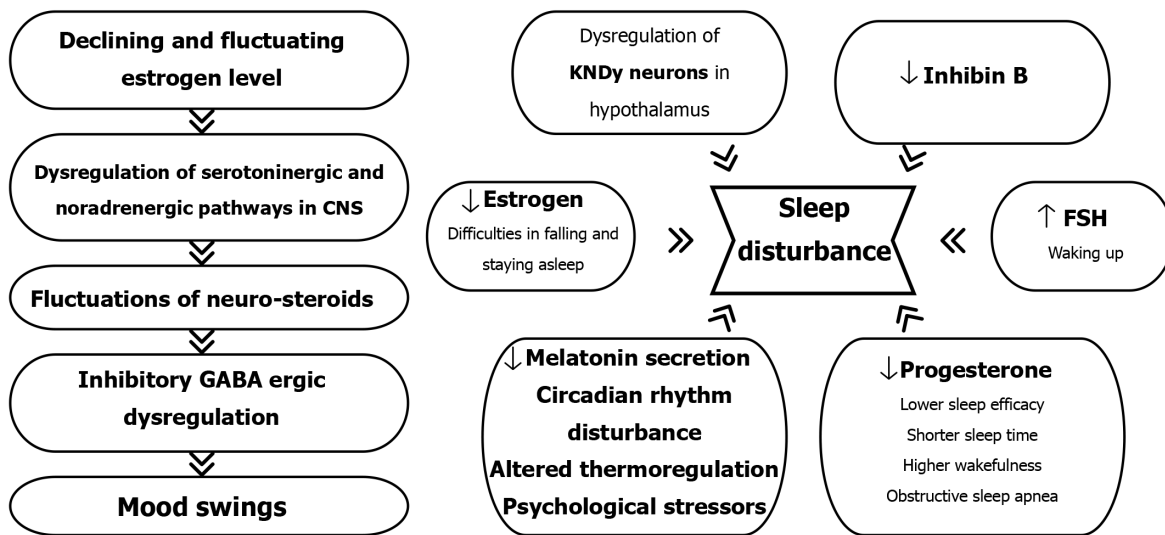 Declining and fluctuating
estrogen level
Dysregulation of serotoninergic and
noradrenergic pathways in CNS
Fluctuations of neuro-steroids
Inhibitory GABA ergic
dysregulation
Mood swings
Dysregulation of
KNDy neurons in
hypothalamus
↓ Inhibin B
↓ Estrogen
Difficulties in falling and
staying asleep
Sleep
disturbance
↑ FSH
Waking up
↓ Melatonin secretion
Circadian rhythm
disturbance
Altered thermoregulation
Psychological stressors
↓ Progesterone
Lower sleep efficacy
Shorter sleep time
Higher wakefulness
Obstructive sleep apnea